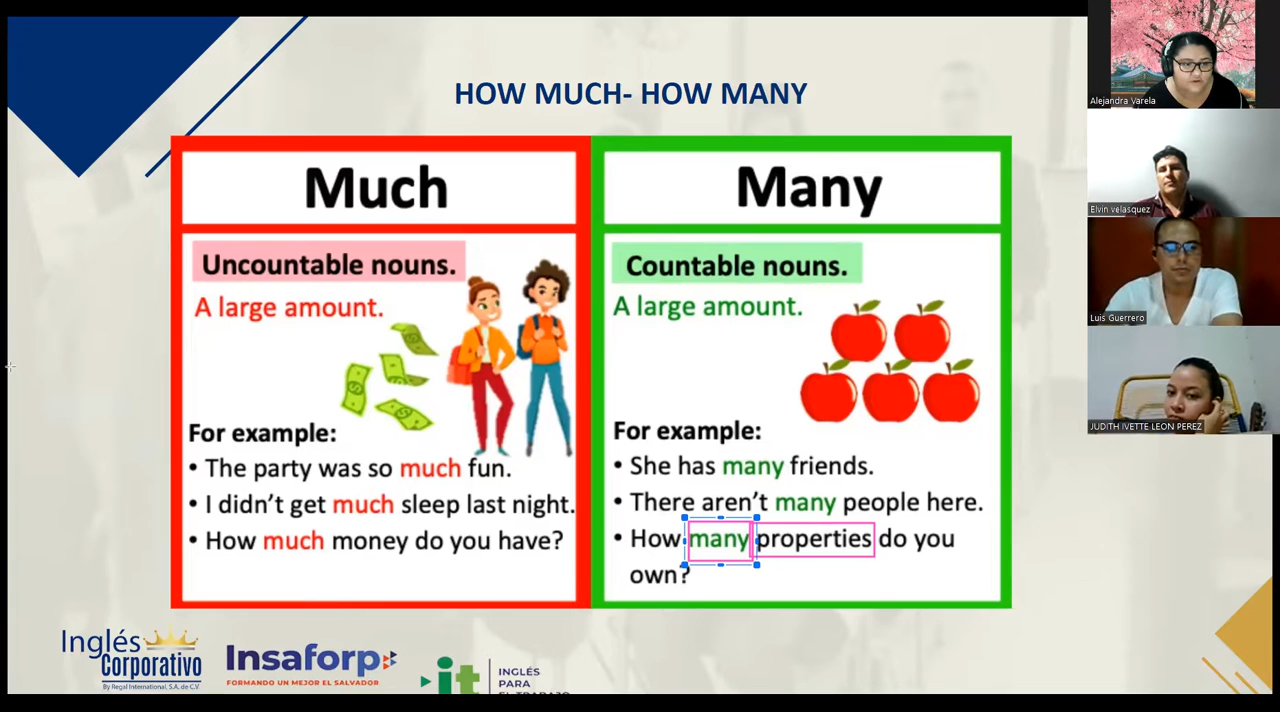 HOW MUCH- HOW MANY
Much
Uncountable nouns.
A large amount.
For example:
• The party was so much fun.
• I didn't get much sleep last night.
• How much money do you have?
Many
Countable nouns.
A large amount.
For example:
• She has many friends.
• There aren't many people here.
• How many properties do you
own?
Inglés
Corporativo
By Regal International, S.A. de C.V.
Insaforp
FORMANDO UN MEJOR EL SALVADOR
it
INGLÉS
PARA
EL TRABAJO
Alejandra Varela
Elvin velasquez
Luis Guerrero
JUDITH IVETTE LEON PEREZ